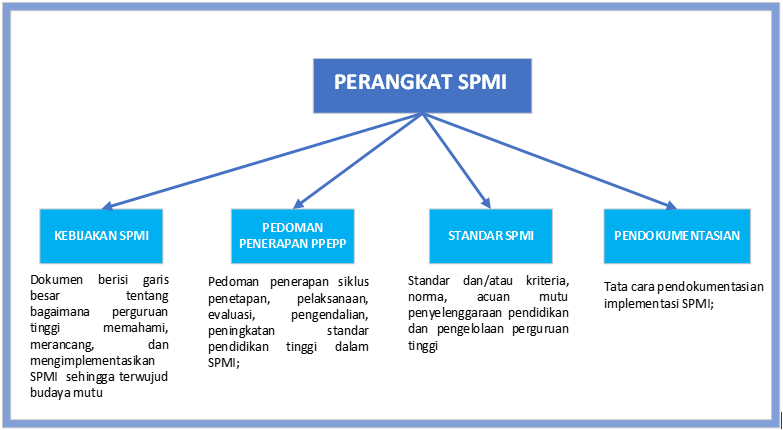 PERANGKAT SPMI
KEBIJAKAN SPMI
Dokumen berisi garis
besar tentang
bagaimana perguruan
tinggi memahami,
merancang, dan
mengimplementasikan
SPMI sehingga terwujud
budaya mutu
PEDOMAN
PENERAPAN PPEPP
Pedoman penerapan siklus
penetapan, pelaksanaan,
evaluasi, pengendalian,
peningkatan standar
pendidikan tinggi dalam
SPMI;
STANDAR SPMI
Standar dan/atau kriteria,
norma, acuan mutu
penyelenggaraan pendidikan
dan pengelolaan perguruan
tinggi
PENDOKUMENTASIAN
Tata cara pendokumentasian
implementasi SPMI;